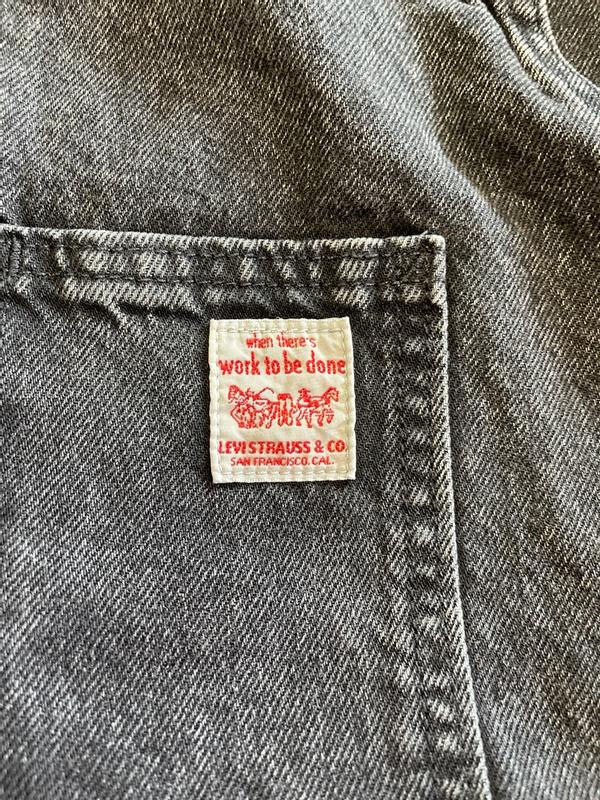 when there's
work to be done
LEVI STRAUSS & CO.
SAN FRANCISCO, CAL.